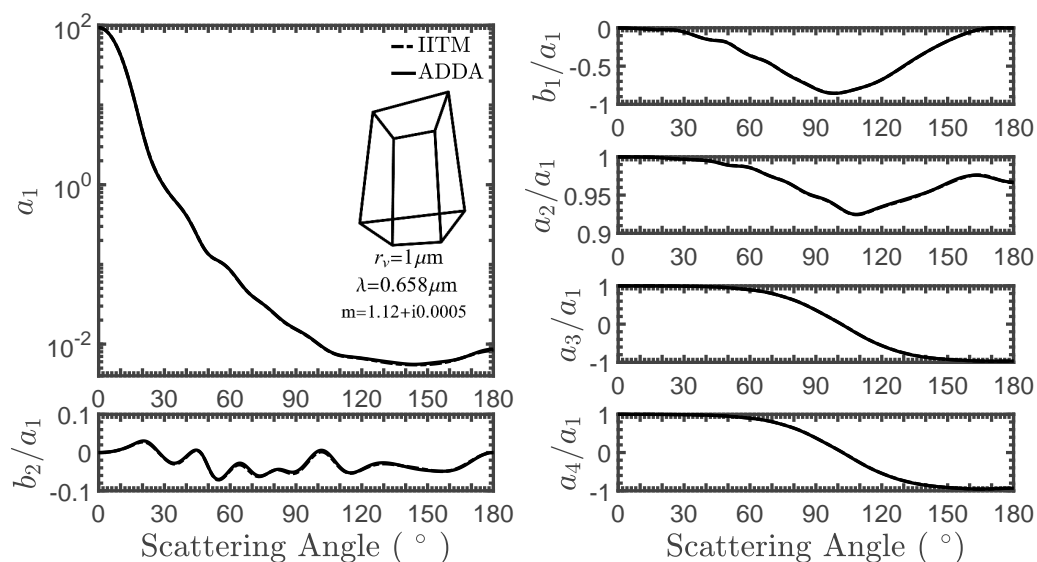 10^2
10^0
10^-2
a_1
IITM
ADDA
r_v=1μm
λ=0.658μm
m=1.12+i0.0005
0 30 60 90 120 150 180
0.1
0
-0.1
b_2/a_1
0 30 60 90 120 150 180
Scattering Angle ( ° )
0
-0.5
-1
b_1/a_1
0 30 60 90 120 150 180
1
0.95
0.9
a_2/a_1
0 30 60 90 120 150 180
1
0
-1
a_3/a_1
0 30 60 90 120 150 180
1
0
-1
a_4/a_1
0 30 60 90 120 150 180
Scattering Angle ( °)